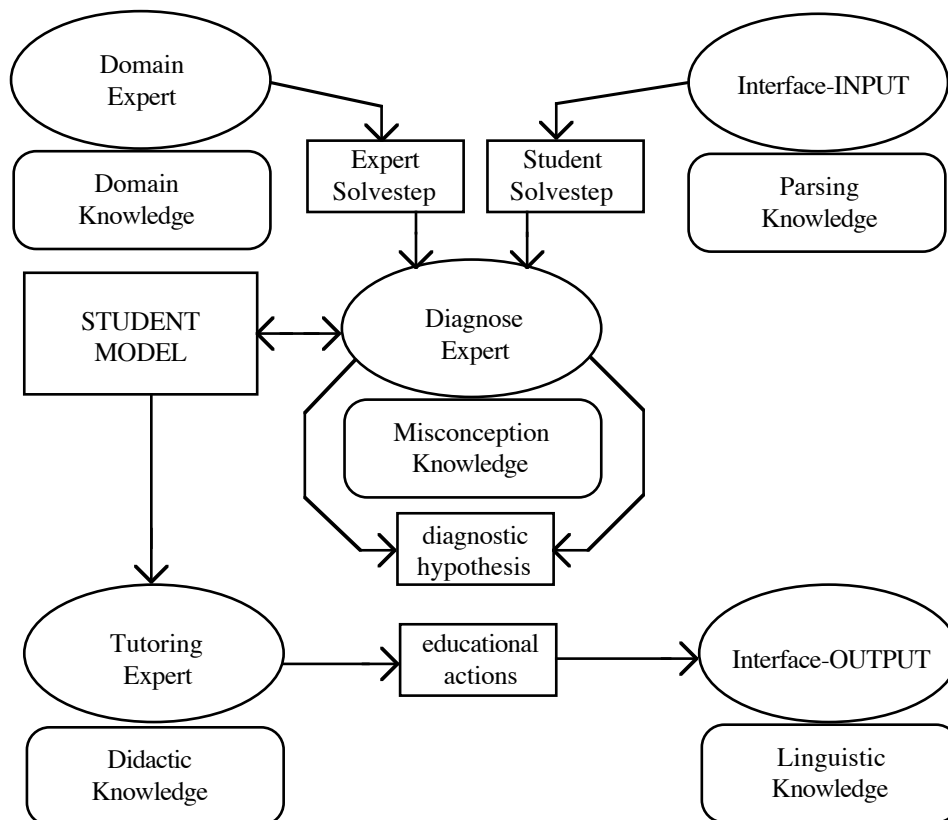 Domain
Expert
Interface-INPUT
Expert
Solvestep
Student
Solvestep
Domain
Knowledge
Parsing
Knowledge
STUDENT
MODEL
Diagnose
Expert
Misconception
Knowledge
diagnostic
hypothesis
Tutoring
Expert
educational
actions
Interface-OUTPUT
Didactic
Knowledge
Linguistic
Knowledge